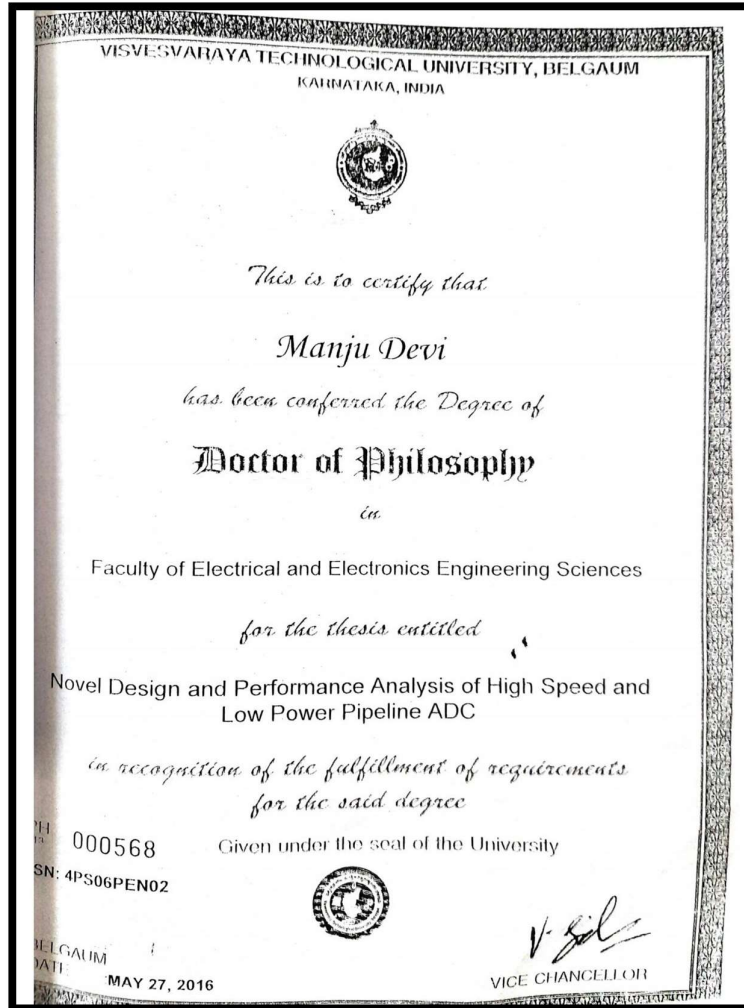 VISVESVARAYA TECHNOLOGICAL UNIVERSITY, BELGAUM
KARNATAKA, INDIA
This is to certify that
Manju Devi
has been conferred the Degree of
Doctor of Philosophy
in
Faculty of Electrical and Electronics Engineering Sciences
for the thesis entitled
Novel Design and Performance Analysis of High Speed and
Low Power Pipeline ADC
in recognition of the fulfillment of requirements
for the said degree
000568
Given under the seal of the University
SN: 4PS06PEN02
BELGAUM
DATE
MAY 27, 2016
VICE CHANCELLOR